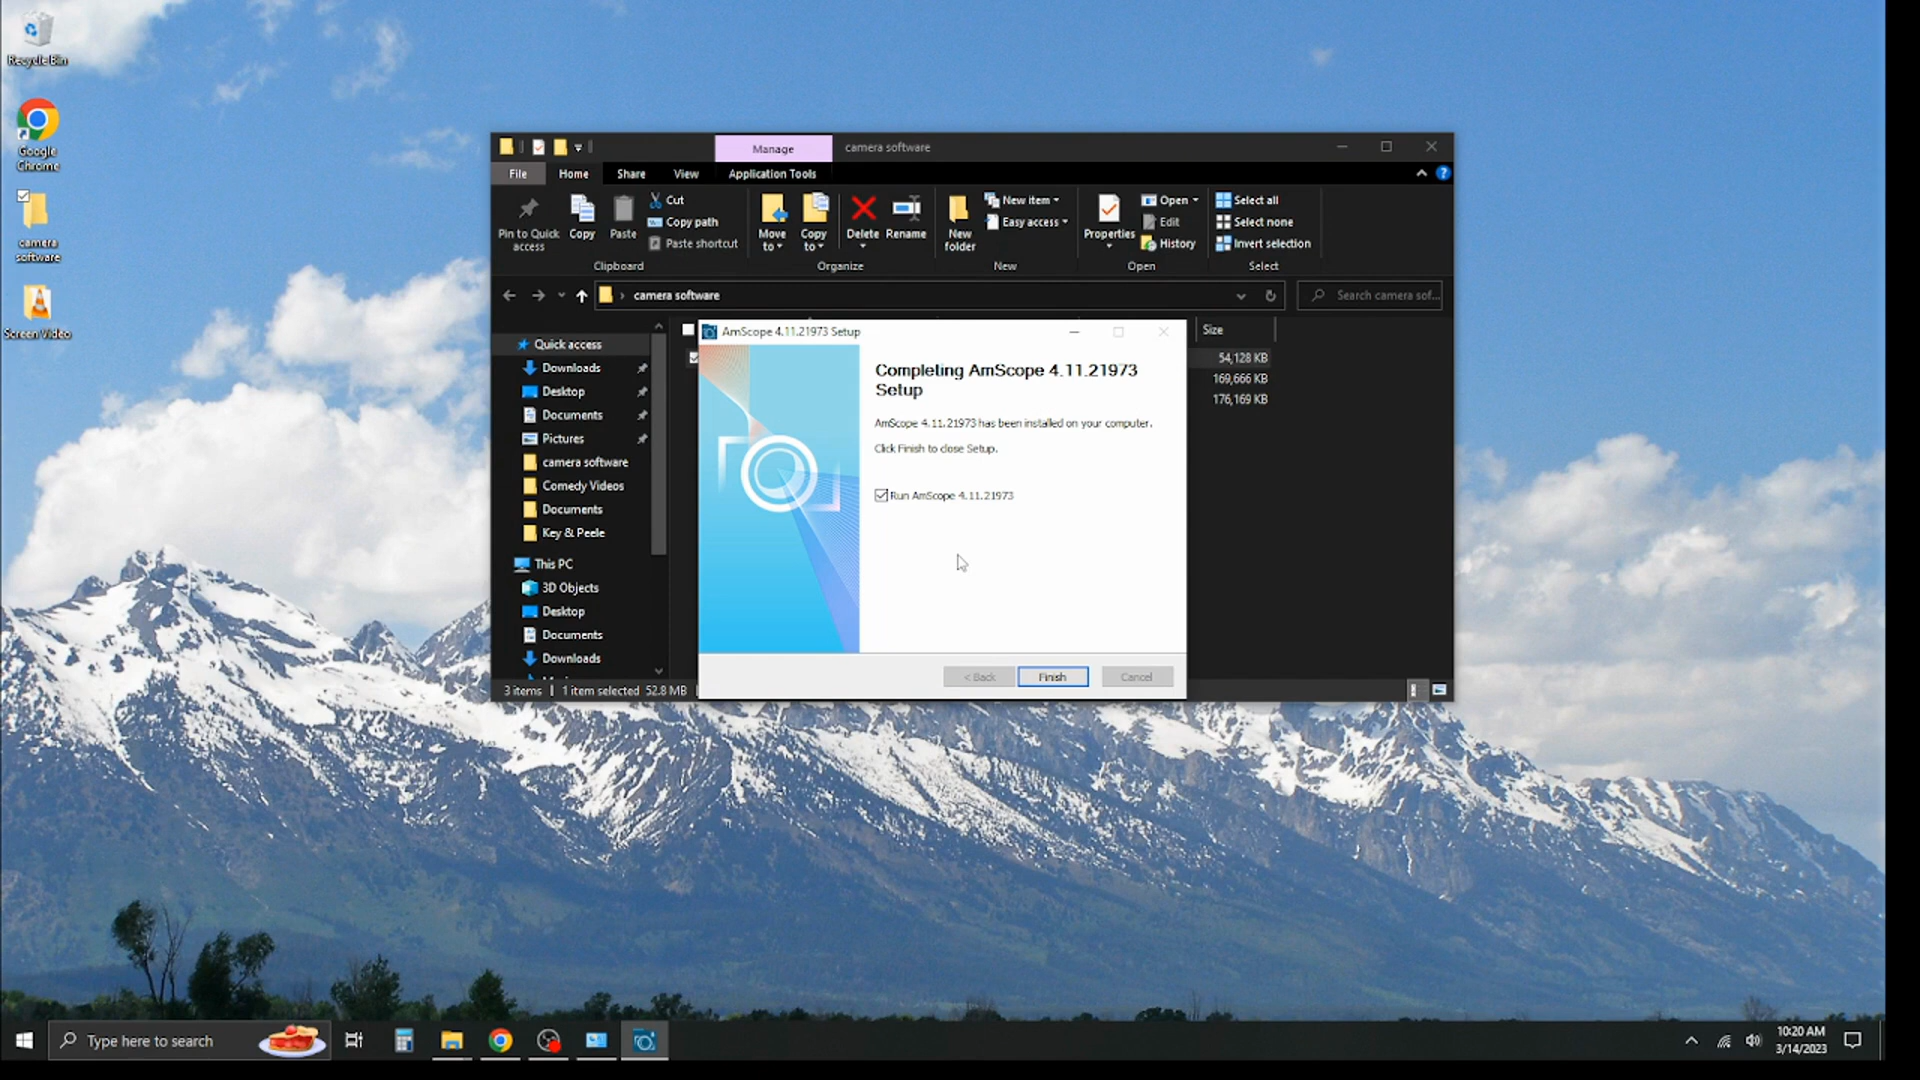 Recycle Bin
Google
Chrome
camera
software
Screen Video
Manage
camera software
File
Home
Share
View
Application Tools
Pin to Quick
access
Copy
Paste
Cut
Copy path
Paste shortcut
Clipboard
Move
to
Copy
to
Delete
Rename
Organize
New
folder
New item
Easy access
New
Properties
Open
Edit
History
Open
Select all
Select none
Invert selection
Select
camera software
Search camera sof...
Quick access
Downloads
Desktop
Documents
Pictures
camera software
Comedy Videos
Documents
Key & Peele
This PC
3D Objects
Desktop
Documents
Downloads
3 items
1 item selected 52.8 MB
Size
54,128 KB
169,666 KB
176,169 KB
AmScope 4.11.21973 Setup
Completing AmScope 4.11.21973
Setup
AmScope 4.11.21973 has been installed on your computer.
Click Finish to close Setup.
Run AmScope 4.11.21973
< Back
Finish
Cancel
Type here to search
10:20 AM
3/14/2023